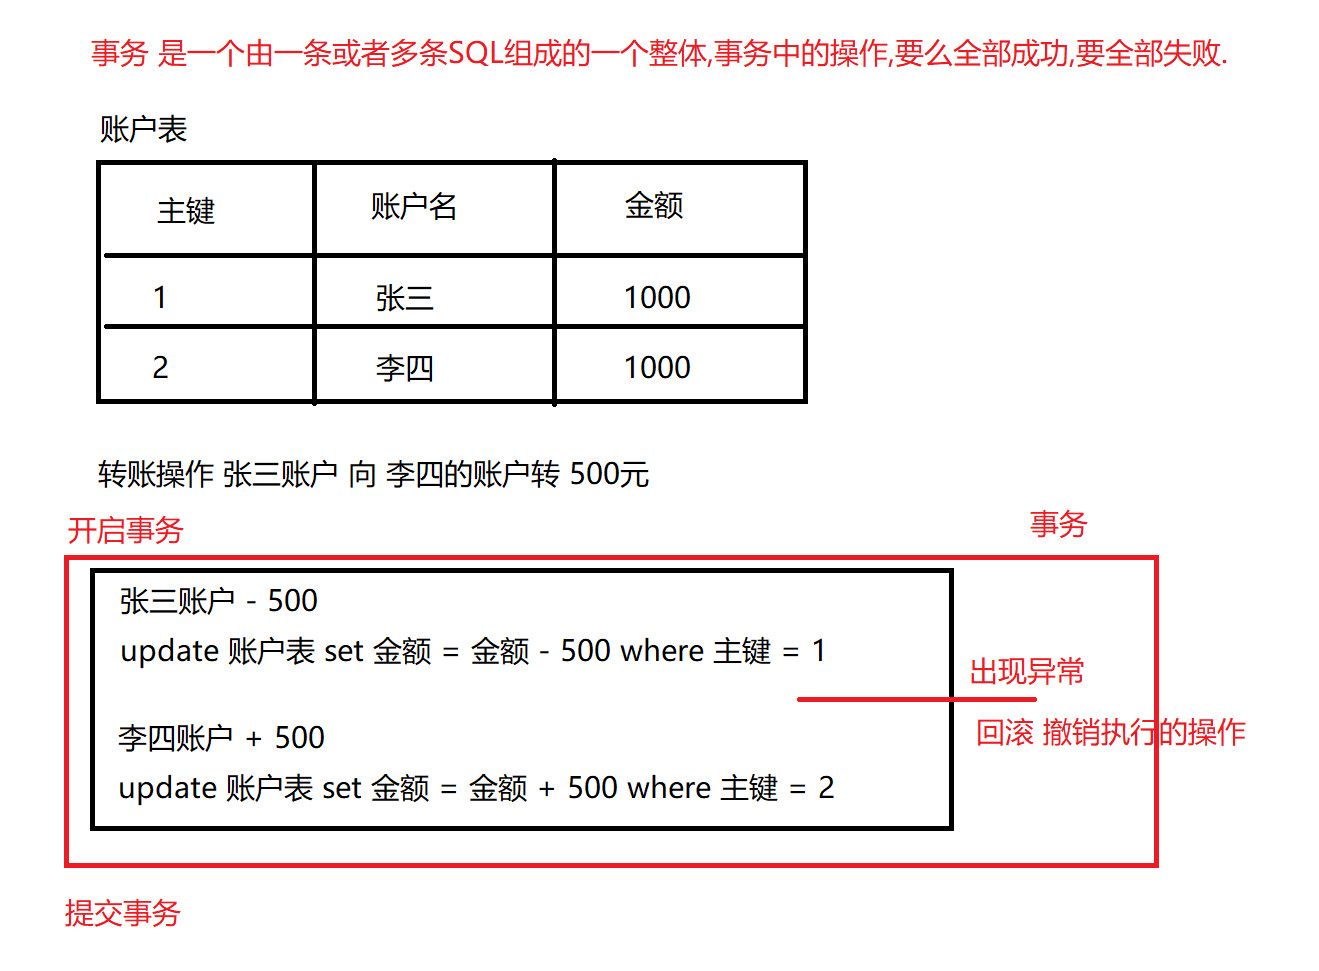 事务 是一个由一条或者多条SQL组成的一个整体,事务中的操作,要么全部成功,要全部失败.
账户表
主键 账户名 金额
1 张三 1000
2 李四 1000
转账操作 张三账户 向 李四的账户转 500元
开启事务 事务
张三账户 - 500
update 账户表 set 金额 = 金额 - 500 where 主键 = 1
出现异常
回滚 撤销执行的操作
李四账户 + 500
update 账户表 set 金额 = 金额 + 500 where 主键 = 2
提交事务